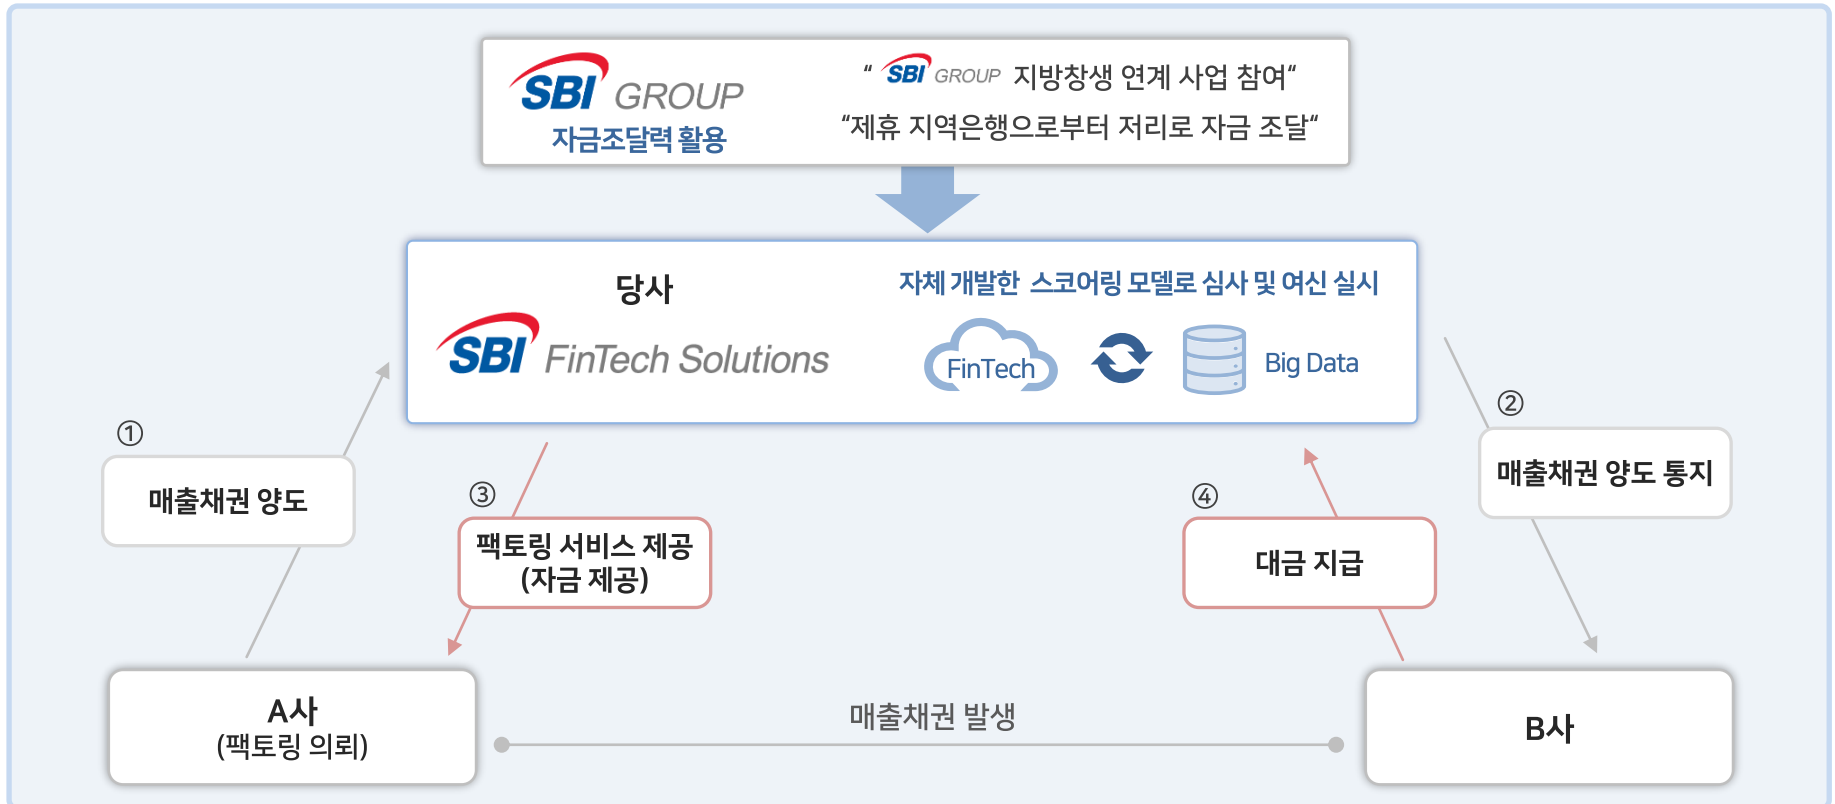 SBI GROUP
자금조달력 활용
“ SBI GROUP 지방창생 연계 사업 참여“
“제휴 지역은행으로부터 저리로 자금 조달“
당사
SBI FinTech Solutions
자체 개발한 스코어링 모델로 심사 및 여신 실시
FinTech
Big Data
①
매출채권 양도
②
매출채권 양도 통지
③
팩토링 서비스 제공
(자금 제공)
④
대금 지급
A사
(팩토링 의뢰)
매출채권 발생
B사